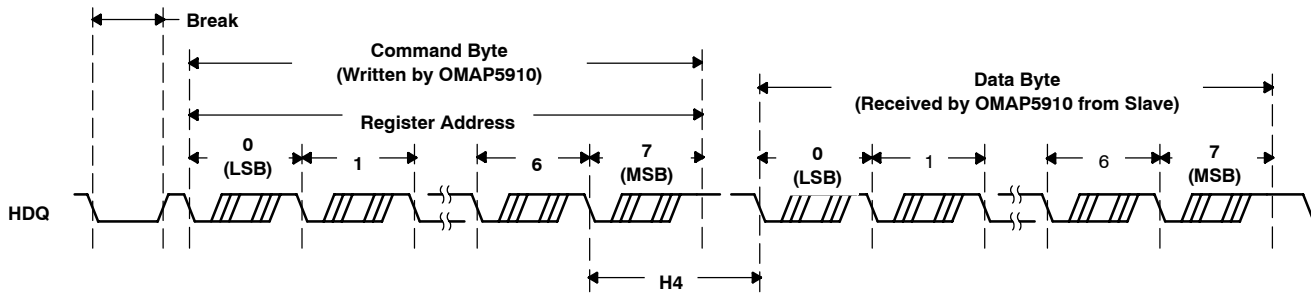 Break
Command Byte
(Written by OMAP5910)
Data Byte
(Received by OMAP5910 from Slave)
Register Address
0
(LSB)
1
6
7
(MSB)
0
(LSB)
1
6
7
(MSB)
HDQ
H4